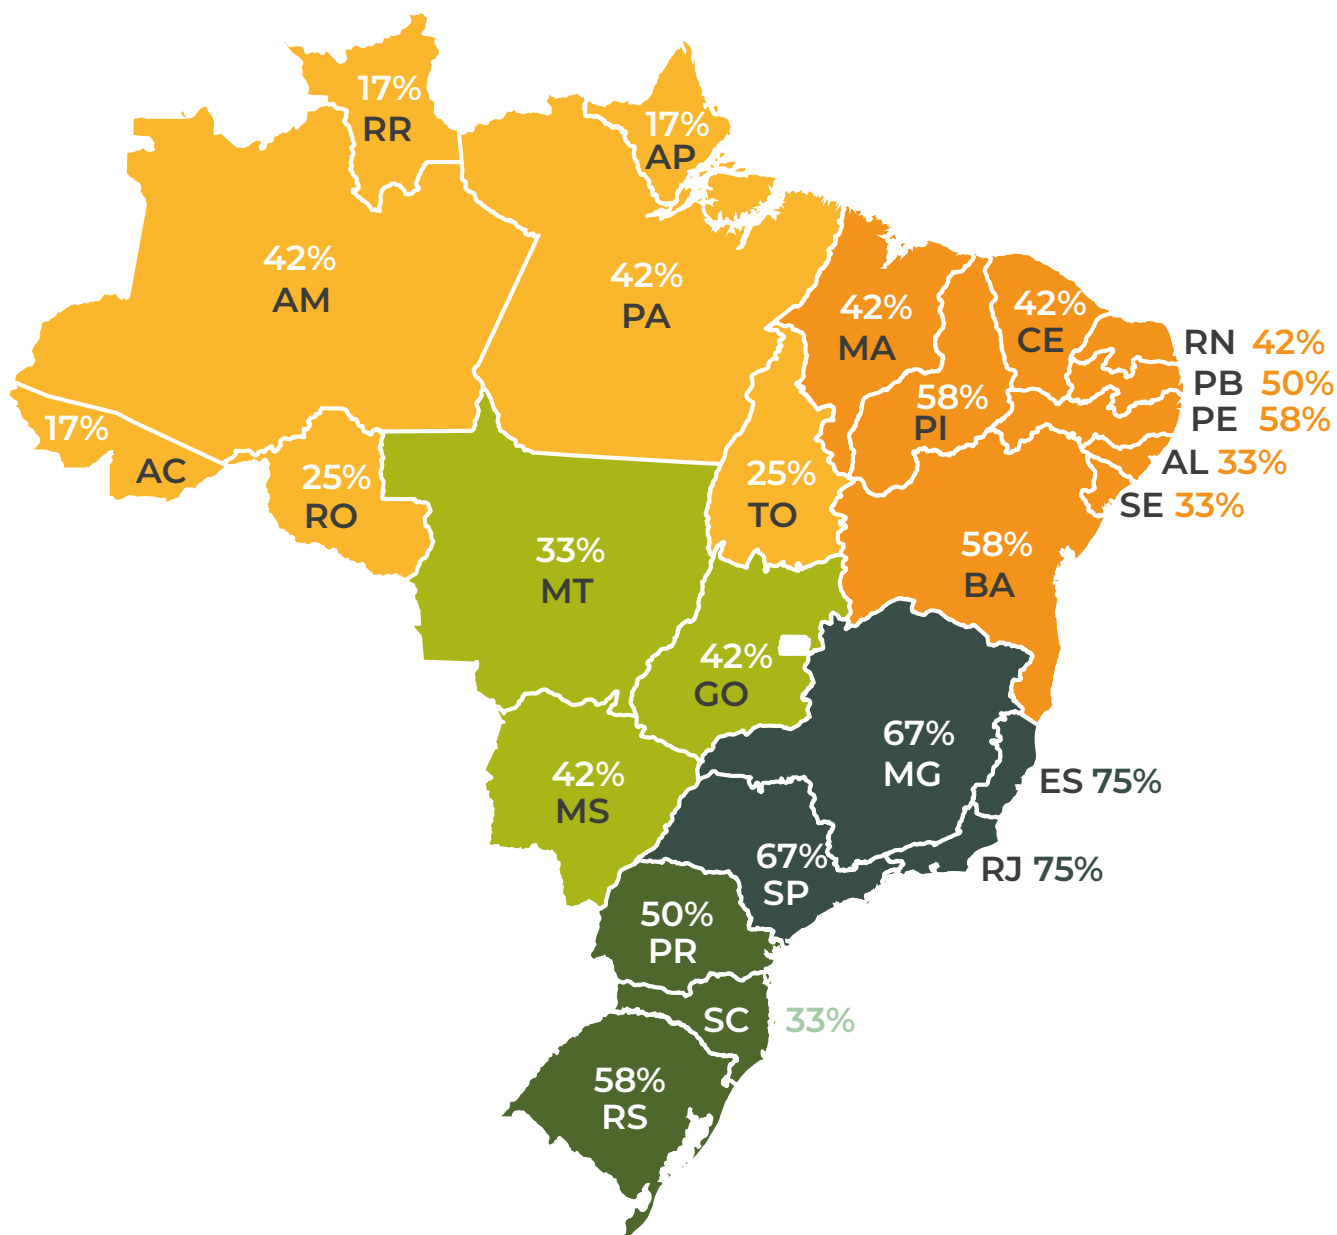 17%
RR
17%
AP
42%
AM
42%
PA
42%
MA
42%
CE
RN 42%
PB 50%
58%
PI
PE 58%
17%
AC
AL 33%
25%
RO
25%
TO
SE 33%
33%
MT
58%
BA
42%
GO
67%
MG
42%
MS
ES 75%
67%
SP
RJ 75%
50%
PR
SC 33%
58%
RS